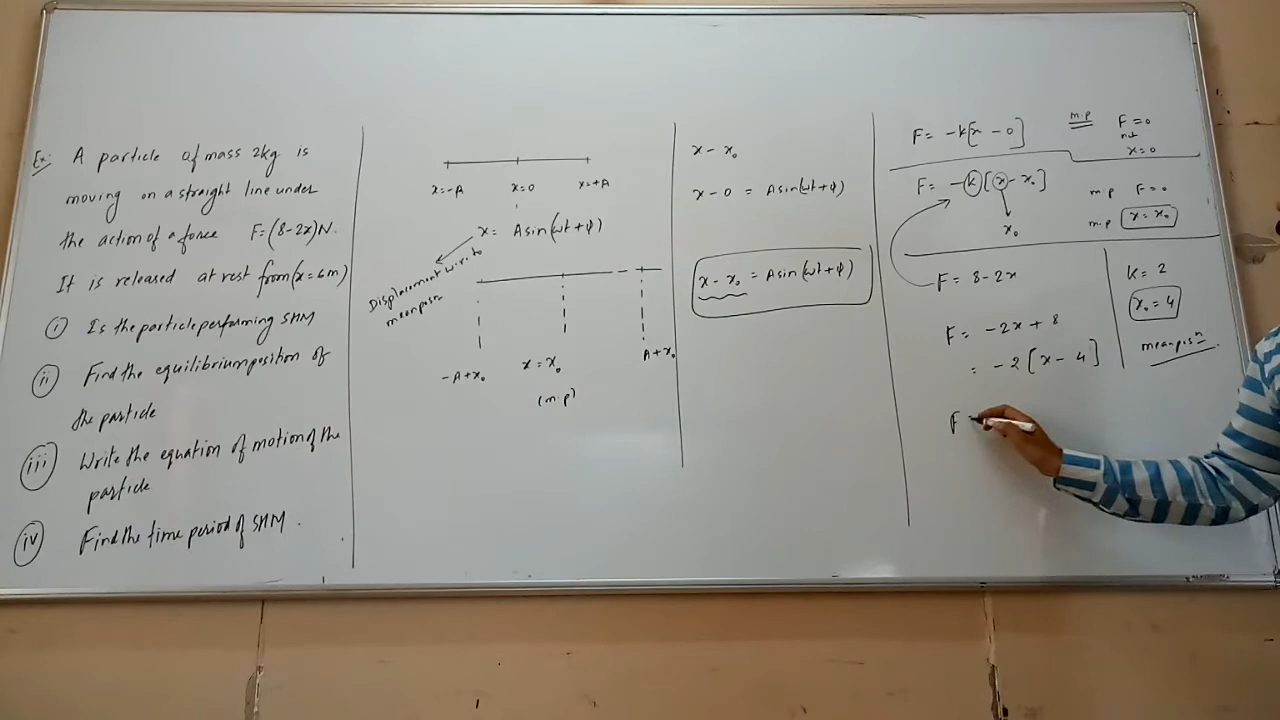 Ex: A particle of mass 2kg is
moving on a straight line under
the action of a force F=(8-2x)N.
It is released at rest from (x=6m)
(i) Is the particle performing SHM
(ii) Find the equilibrium position of
the particle
(iii) Write the equation of motion of the
particle
(iv) Find the time period of SHM.
x=-A x=0 x=+A
x= Asin(ωt+φ)
Displacement w.r.to
mean posn
-A+x₀ x=x₀ A+x₀
(m.p)
x-x₀
x-0 = Asin(ωt+φ)
x-x₀ = Asin(ωt+φ)
F= -k[x-0]
m.p F=0
x=0
F= -k[x-x₀]
x₀
m.p F=0
m.p x=x₀
F= 8-2x
F= -2x+8
= -2[x-4]
F =
K=2
x₀=4
mean posn